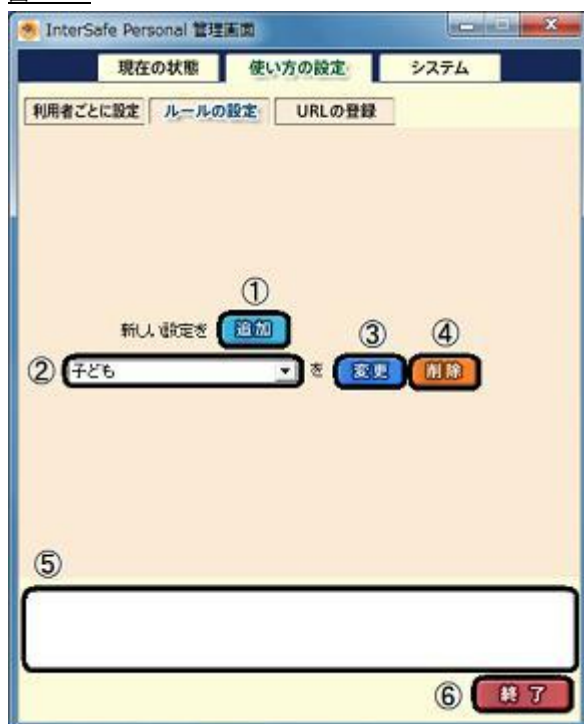 InterSafe Personal 管理画面
現在の状態 使い方の設定 システム
利用者ごとに設定 ルールの設定 URLの登録
①
新しい設定を 追加
③ ④
② 子ども を 変更 削除
⑤
⑥ 終了